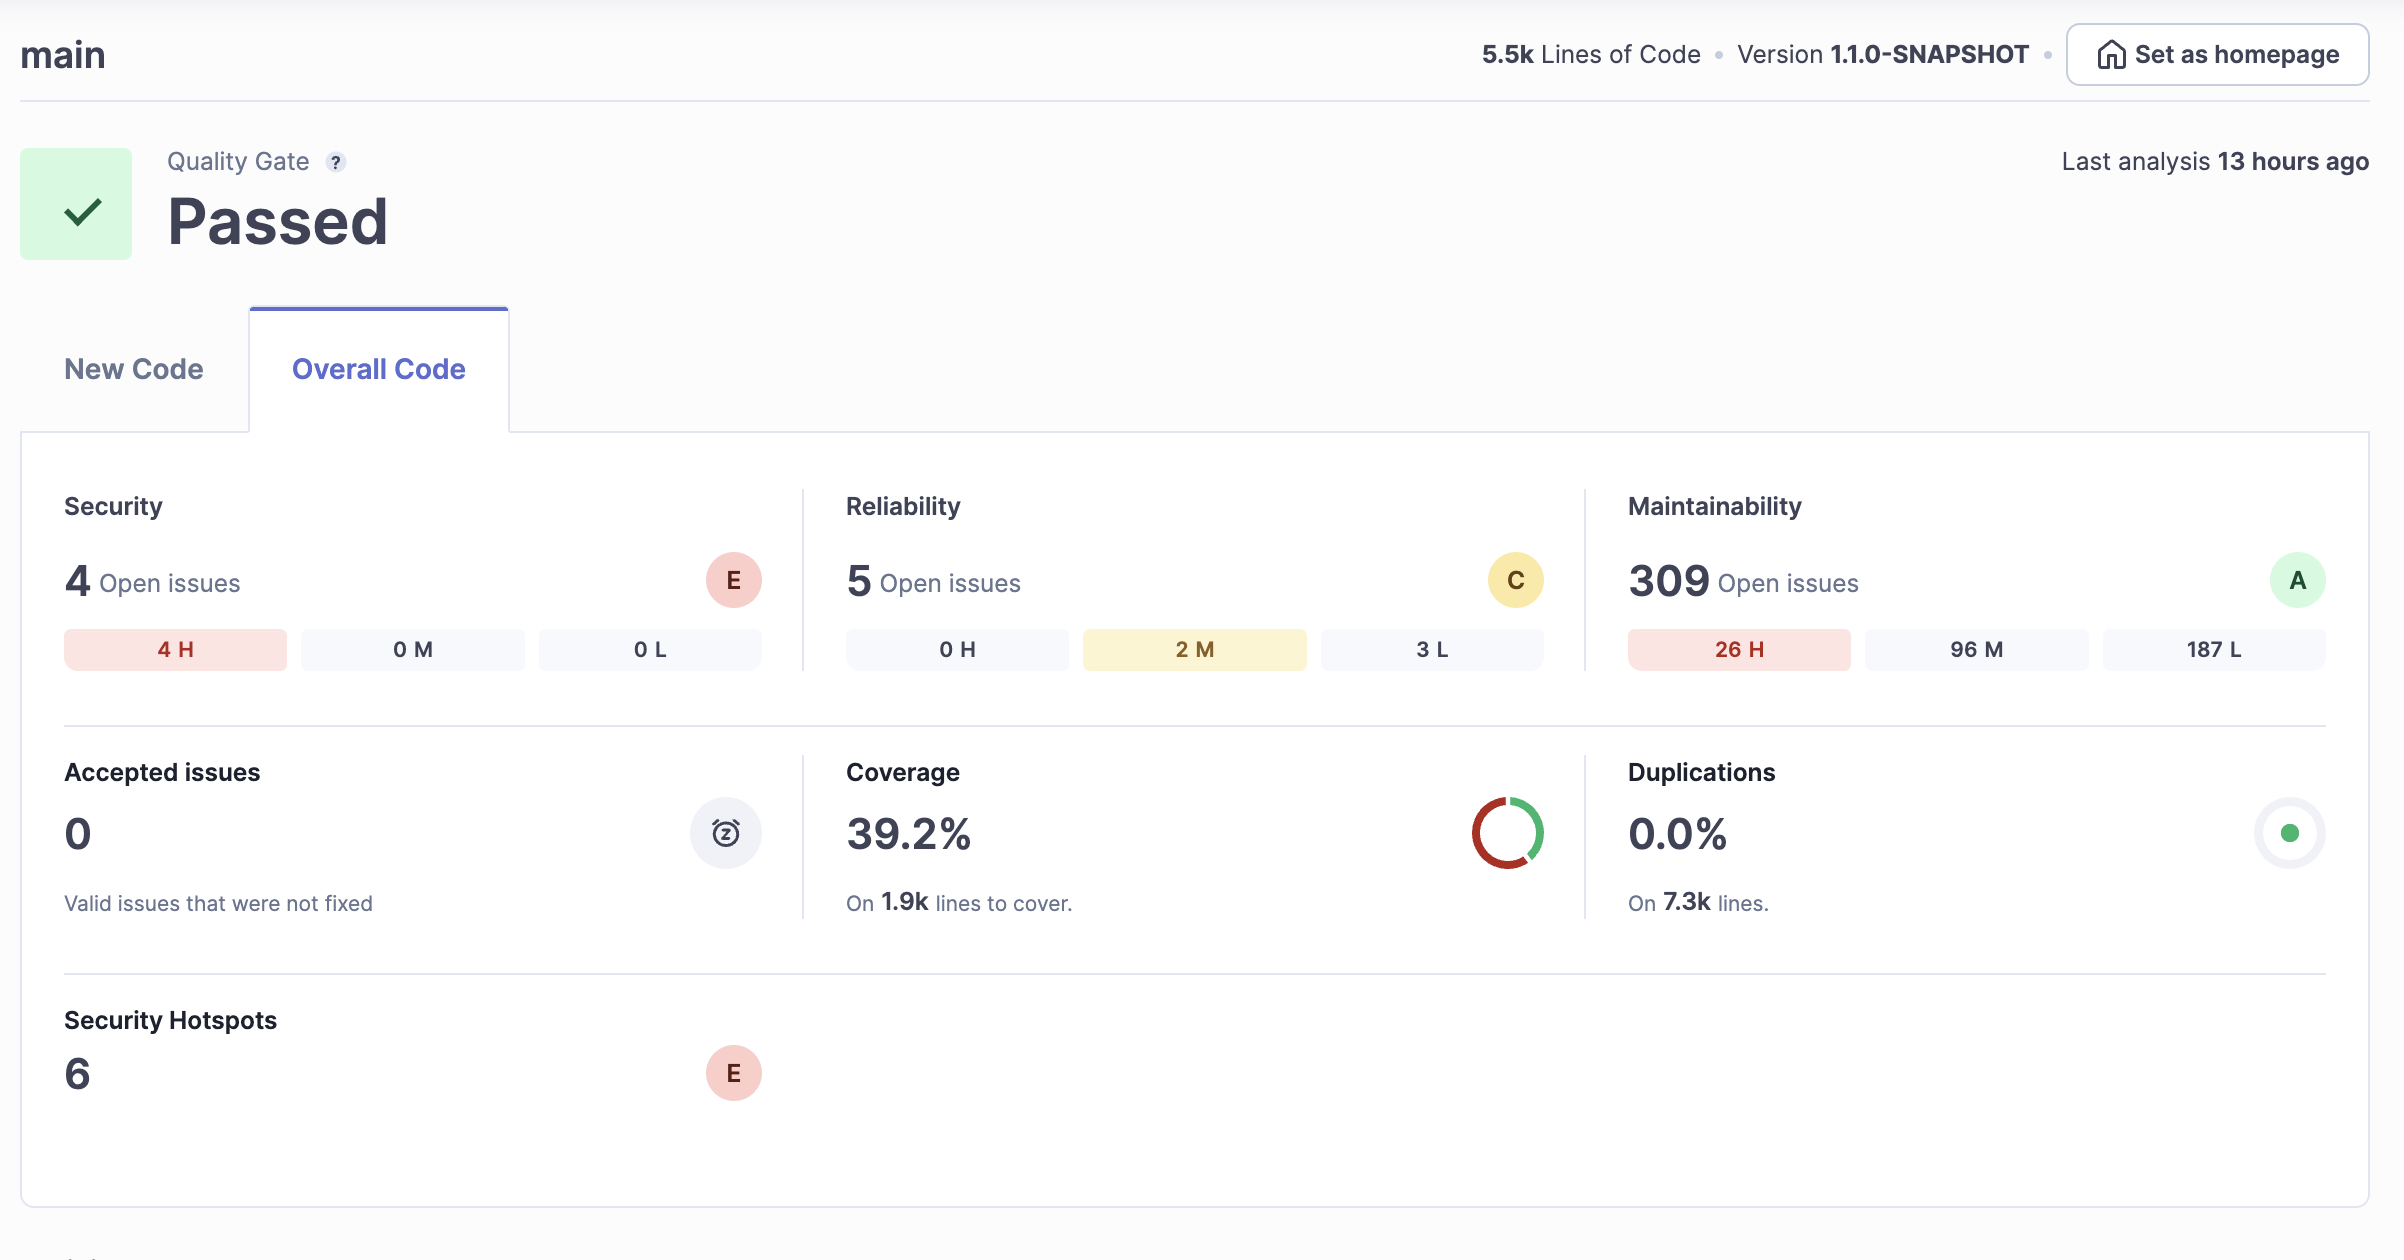 main
5.5k Lines of Code • Version 1.1.0-SNAPSHOT •
Set as homepage
Quality Gate ?
Passed
Last analysis 13 hours ago
New Code
Overall Code
Security
4 Open issues
E
4 H
0 M
0 L
Reliability
5 Open issues
C
0 H
2 M
3 L
Maintainability
309 Open issues
A
26 H
96 M
187 L
Accepted issues
0
Valid issues that were not fixed
Coverage
39.2%
On 1.9k lines to cover.
Duplications
0.0%
On 7.3k lines.
Security Hotspots
6
E